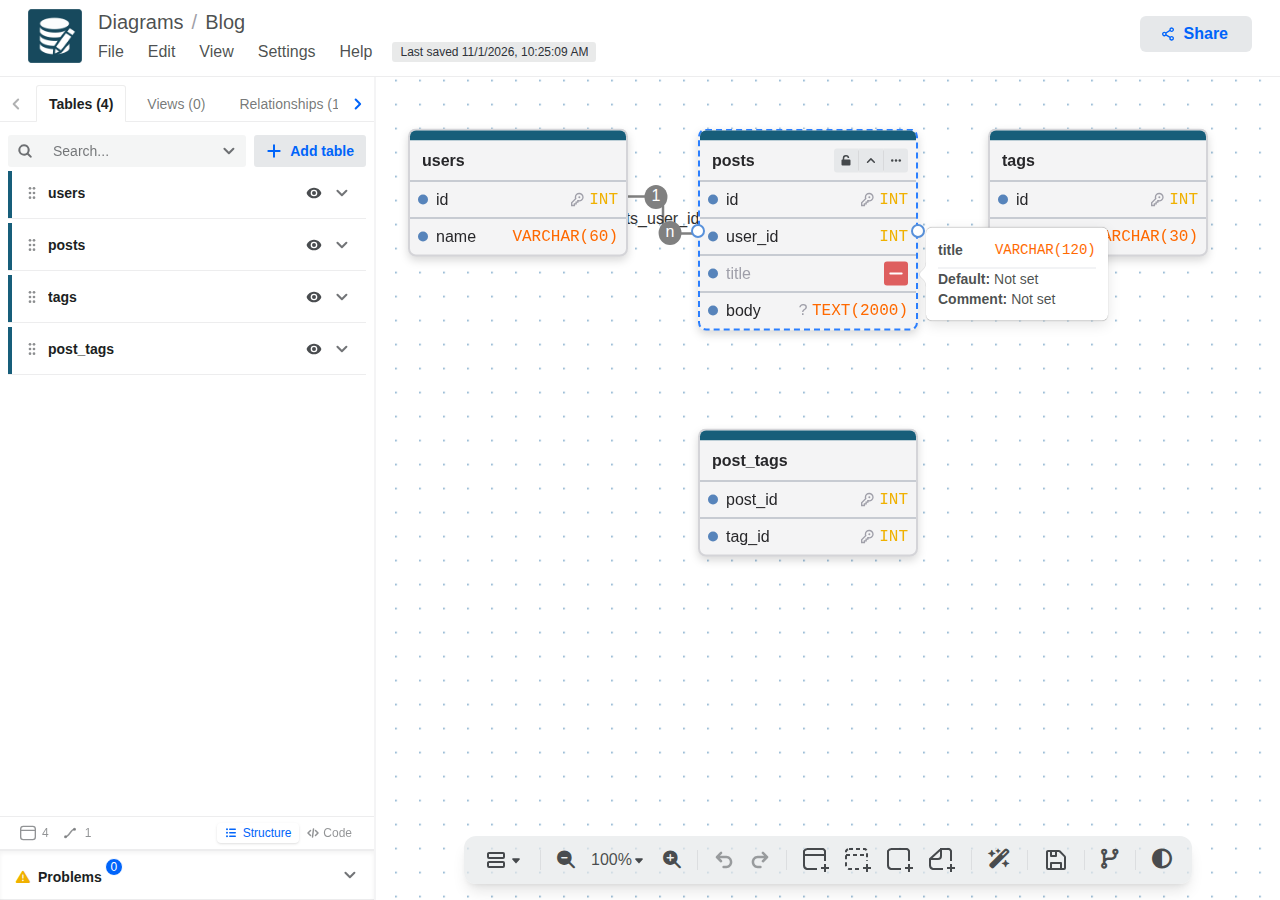 Diagrams / Blog
File Edit View Settings Help Last saved 11/1/2026, 10:25:09 AM
Share
Tables (4) Views (0) Relationships (1
Search... Add table
users
posts
tags
post_tags
users
id INT
name VARCHAR(60)
1
ts_user_id
n
posts
id INT
user_id INT
title
body ? TEXT(2000)
tags
id INT
ARCHAR(30)
title VARCHAR(120)
Default: Not set
Comment: Not set
post_tags
post_id INT
tag_id INT
4 1 Structure Code
Problems 0
100%